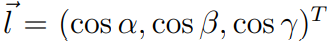 $\vec{l} = (\cos \alpha, \cos \beta, \cos \gamma)^T$